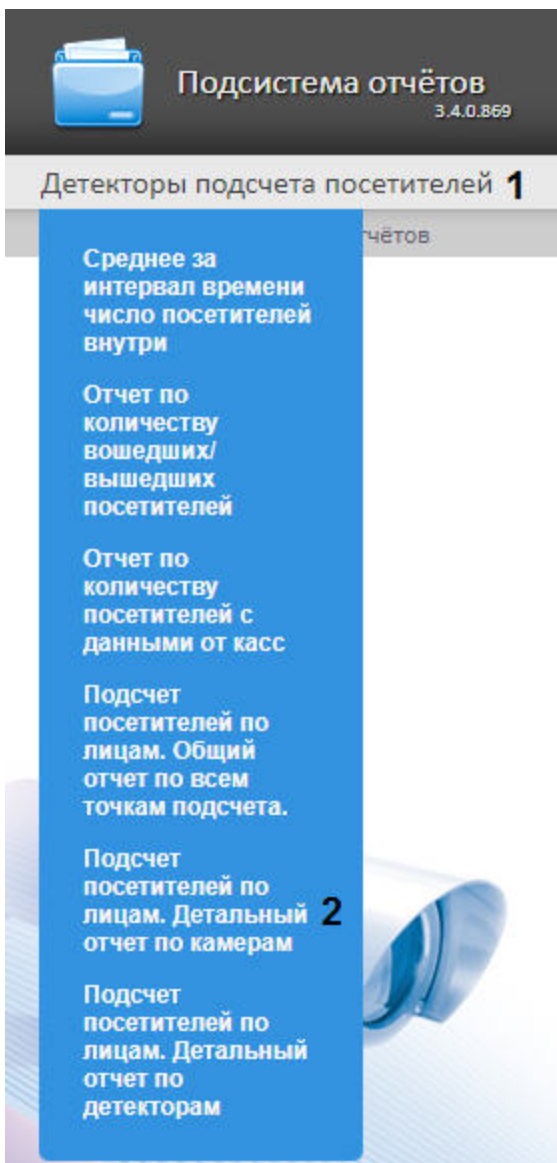 Подсистема отчётов
3.4.0.869
Детекторы подсчета посетителей 1
чётов
Среднее за
интервал времени
число посетителей
внутри
Отчет по
количеству
вошедших/
вышедших
посетителей
Отчет по
количеству
посетителей с
данными от касс
Подсчет
посетителей по
лицам. Общий
отчет по всем
точкам подсчета.
Подсчет
посетителей по
лицам. Детальный 2
отчет по камерам
Подсчет
посетителей по
лицам. Детальный
отчет по
детекторам